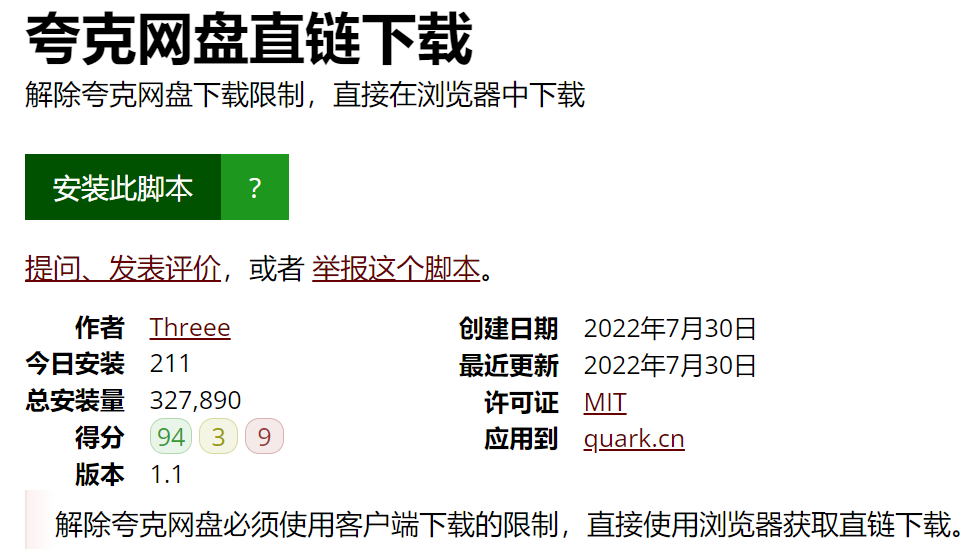 夸克网盘直链下载
解除夸克网盘下载限制，直接在浏览器中下载
安装此脚本 ?
提问、发表评价，或者 举报这个脚本。
作者 Threee 创建日期 2022年7月30日
今日安装 211 最近更新 2022年7月30日
总安装量 327,890 许可证 MIT
得分 94 3 9 应用到 quark.cn
版本 1.1
解除夸克网盘必须使用客户端下载的限制，直接使用浏览器获取直链下载。